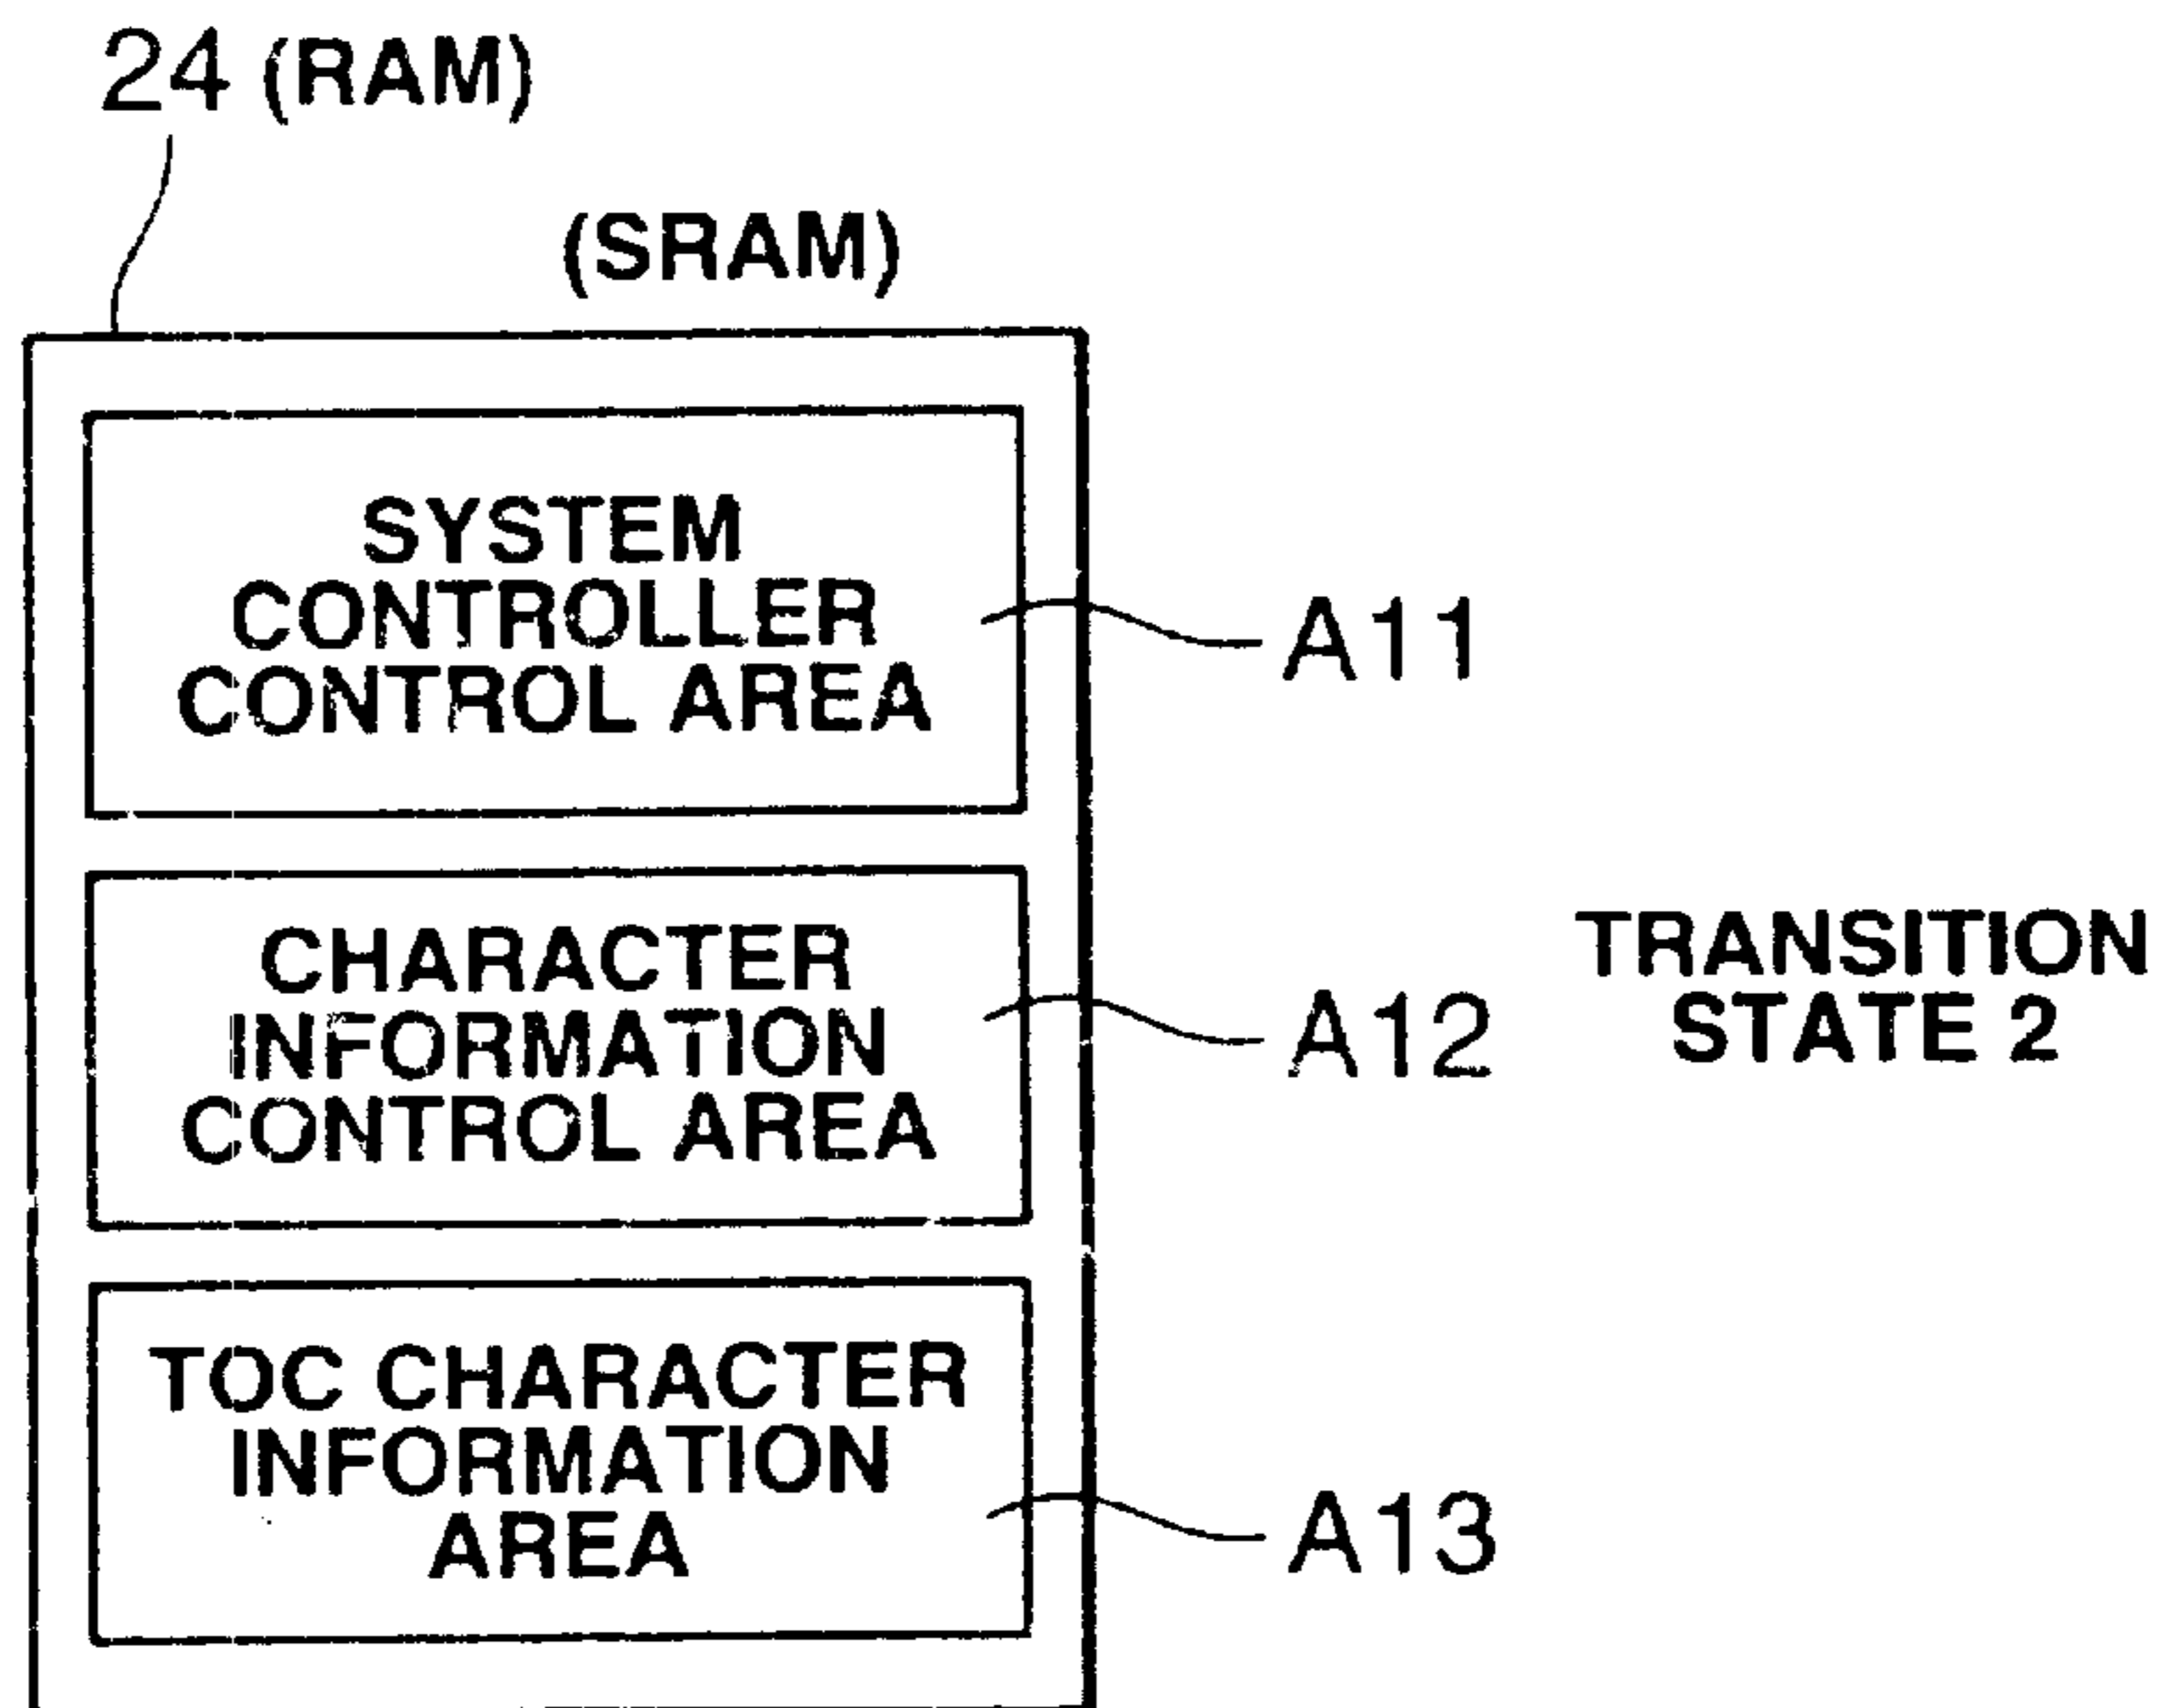 24 (RAM)
(SRAM)
SYSTEM
CONTROLLER
CONTROL AREA
A11
CHARACTER
INFORMATION
CONTROL AREA
A12
TRANSITION
STATE 2
TOC CHARACTER
INFORMATION
AREA
A13